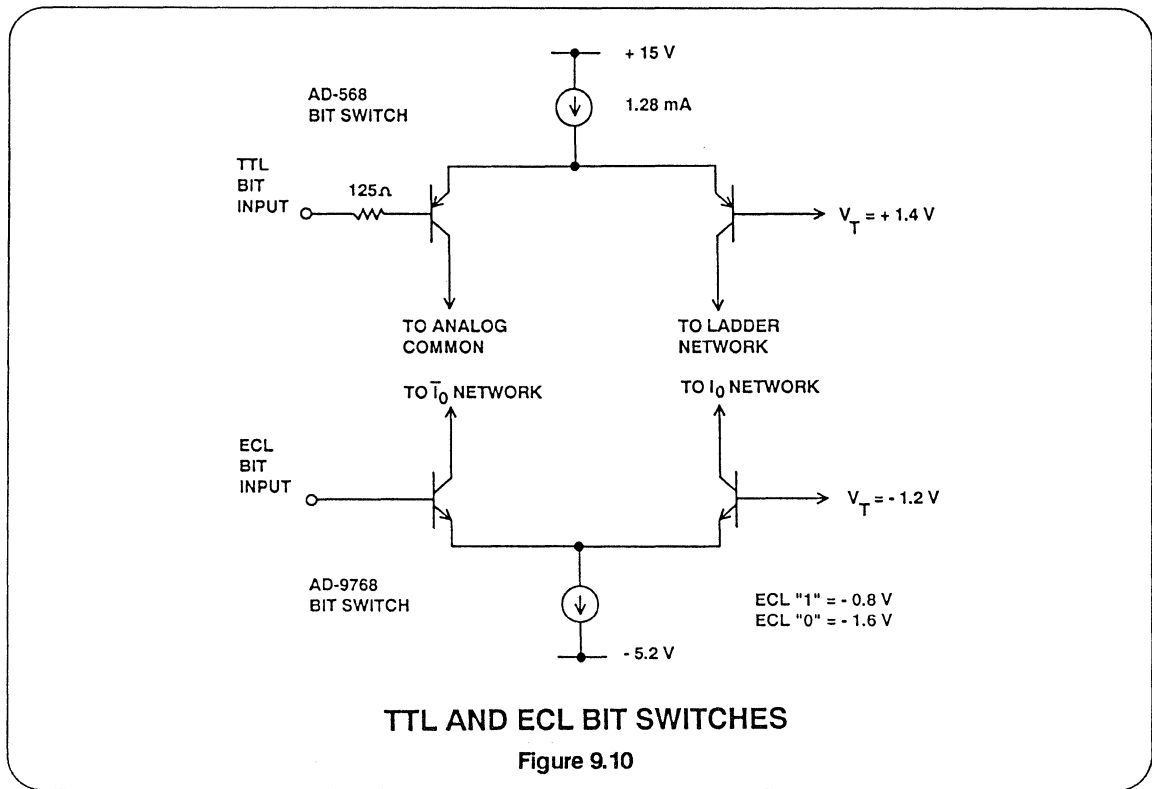 + 15 V
AD-568
BIT SWITCH
1.28 mA
TTL
BIT
INPUT
125Ω
V_T = + 1.4 V
TO ANALOG
COMMON
TO LADDER
NETWORK
TO I̅₀ NETWORK
TO I₀ NETWORK
ECL
BIT
INPUT
V_T = - 1.2 V
AD-9768
BIT SWITCH
ECL "1" = - 0.8 V
ECL "0" = - 1.6 V
- 5.2 V
TTL AND ECL BIT SWITCHES
Figure 9.10